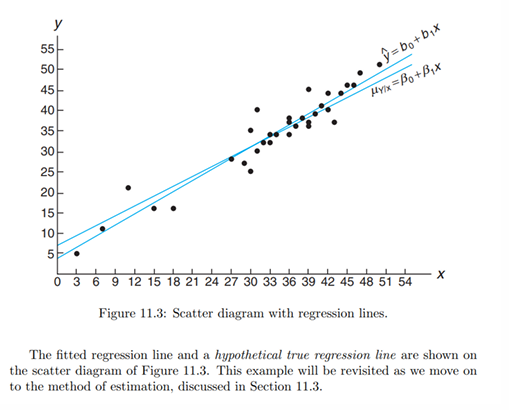 y
ŷ=b₀+b₁x
μY|x=β₀+β₁x
55
50
45
40
35
30
25
20
15
10
5
0 3 6 9 12 15 18 21 24 27 30 33 36 39 42 45 48 51 54
x
Figure 11.3: Scatter diagram with regression lines.
The fitted regression line and a hypothetical true regression line are shown on
the scatter diagram of Figure 11.3. This example will be revisited as we move on
to the method of estimation, discussed in Section 11.3.